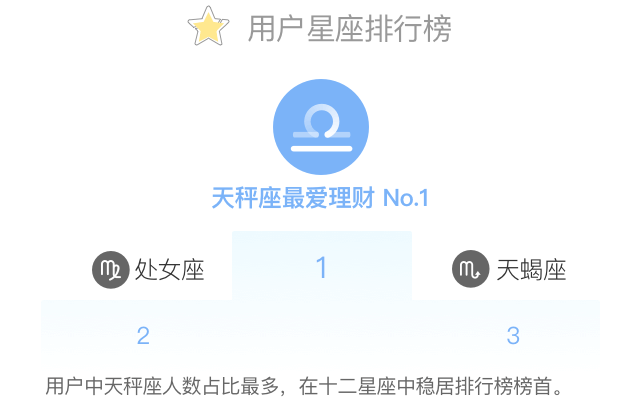 用户星座排行榜
天秤座最爱理财 No.1
处女座
1
天蝎座
2
3
用户中天秤座人数占比最多，在十二星座中稳居排行榜榜首。